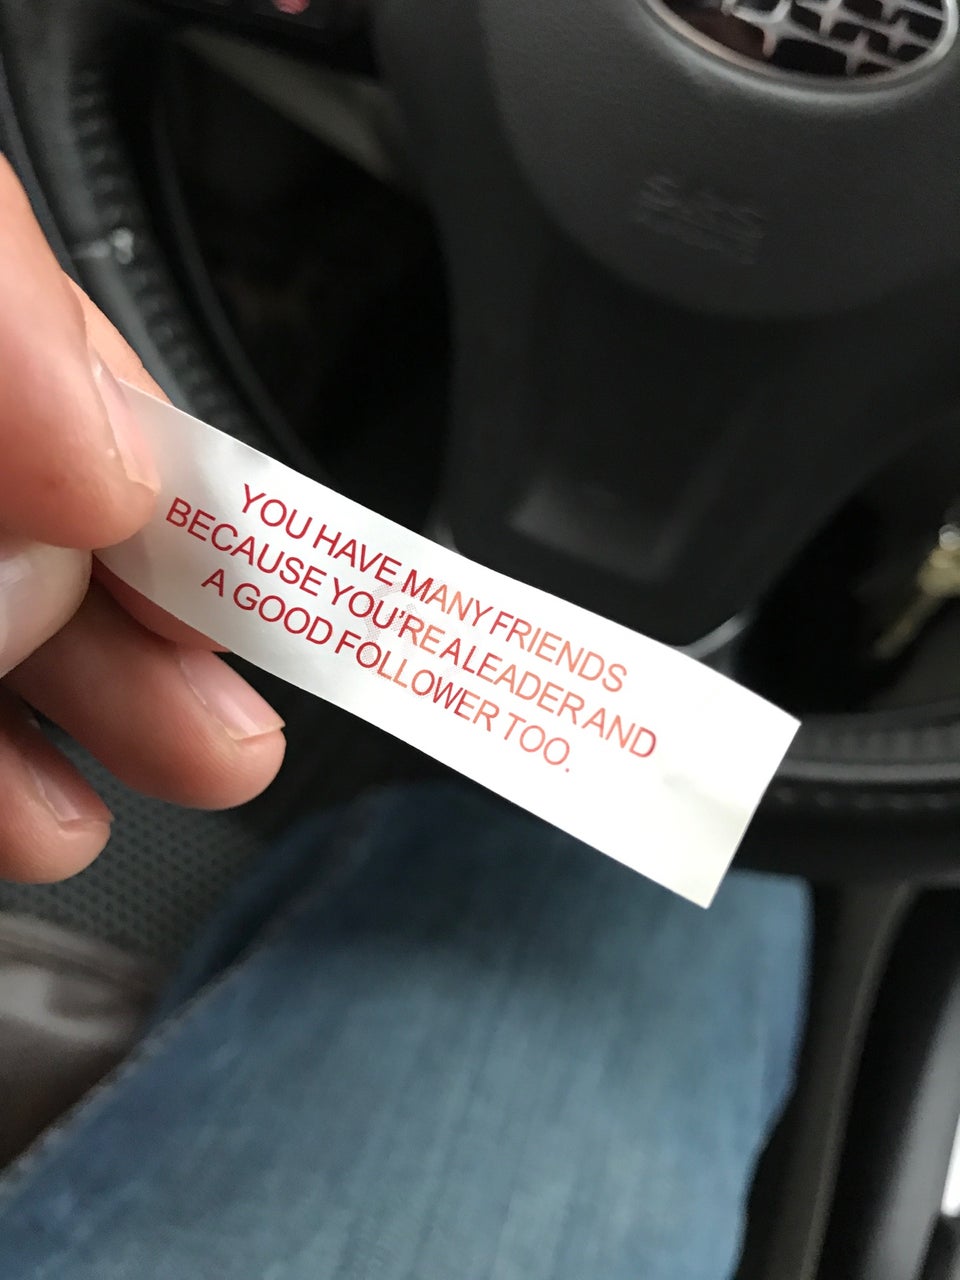 YOU HAVE MANY FRIENDS
BECAUSE YOU'RE A LEADER AND
A GOOD FOLLOWER TOO.